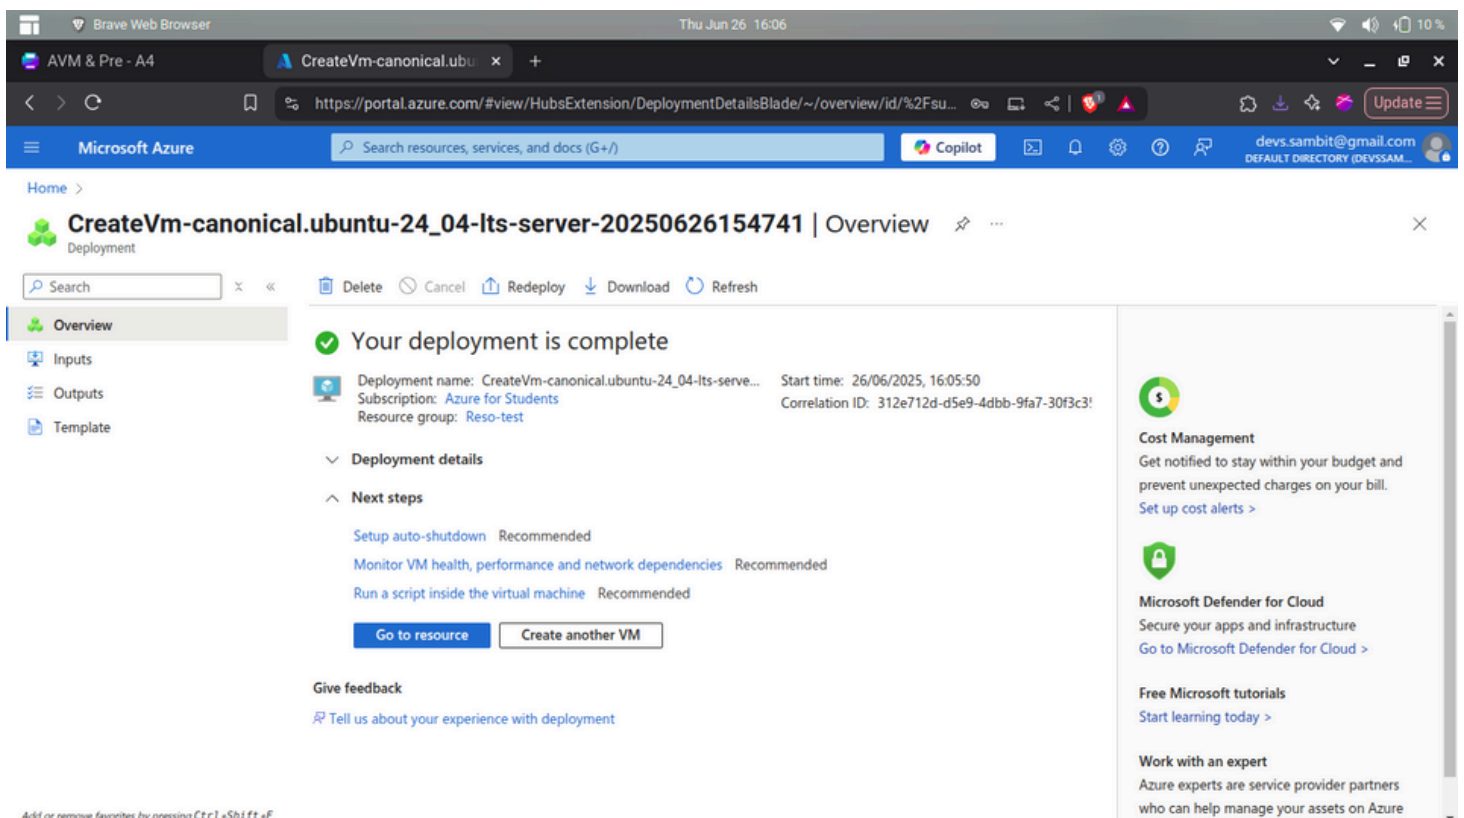 Brave Web Browser
Thu Jun 26 16:06
10 %
AVM & Pre - A4
CreateVm-canonical.ubu
https://portal.azure.com/#view/HubsExtension/DeploymentDetailsBlade/~/overview/id/%2Fsu...
Update
Microsoft Azure
Search resources, services, and docs (G+/)
Copilot
devs.sambit@gmail.com
DEFAULT DIRECTORY (DEVSSAM...
Home >
CreateVm-canonical.ubuntu-24_04-lts-server-20250626154741 | Overview
Deployment
Search
Delete
Cancel
Redeploy
Download
Refresh
Overview
Inputs
Outputs
Template
Your deployment is complete
Deployment name: CreateVm-canonical.ubuntu-24_04-lts-serve...
Subscription: Azure for Students
Resource group: Reso-test
Start time: 26/06/2025, 16:05:50
Correlation ID: 312e712d-d5e9-4dbb-9fa7-30f3c3
Deployment details
Next steps
Setup auto-shutdown Recommended
Monitor VM health, performance and network dependencies Recommended
Run a script inside the virtual machine Recommended
Go to resource
Create another VM
Give feedback
Tell us about your experience with deployment
Cost Management
Get notified to stay within your budget and
prevent unexpected charges on your bill.
Set up cost alerts >
Microsoft Defender for Cloud
Secure your apps and infrastructure
Go to Microsoft Defender for Cloud >
Free Microsoft tutorials
Start learning today >
Work with an expert
Azure experts are service provider partners
who can help manage your assets on Azure
Add or remove favorites by pressing Ctrl+Shift+F